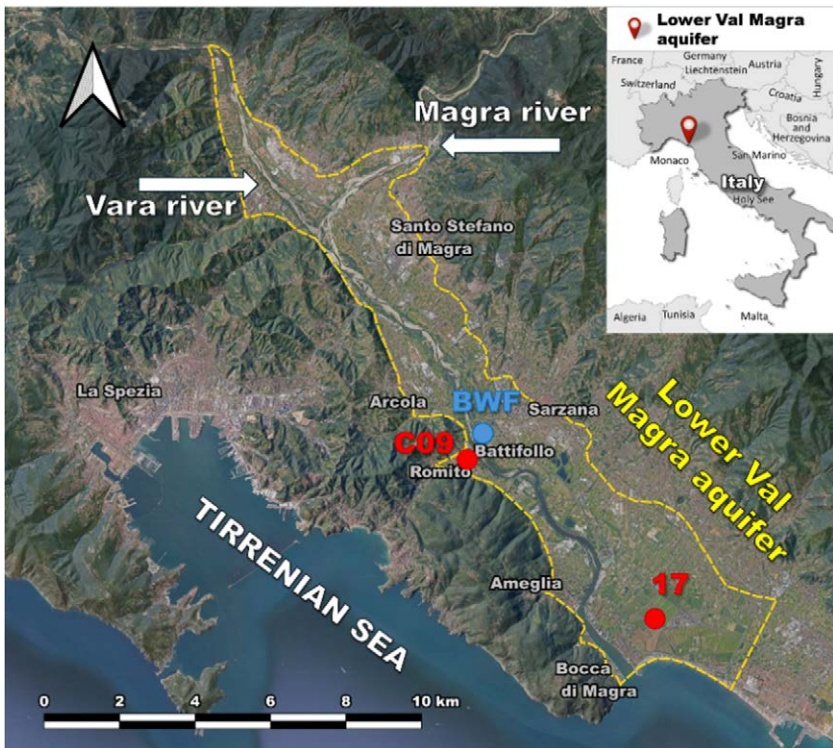 Lower Val Magra
aquifer
France
Germany
Liechtenstein
Austria
Hungary
Switzerland
Croatia
Bosnia
and
Herzegovina
Monaco
San Marino
Italy
Holy See
Algeria
Tunisia
Malta
Magra river
Vara river
Santo Stefano
di Magra
La Spezia
Arcola
BWF
Sarzana
C09
Battifollo
Romito
Lower Val
Magra aquifer
TIRRENIAN SEA
Ameglia
17
Bocca
di Magra
0 2 4 6 8 10 km